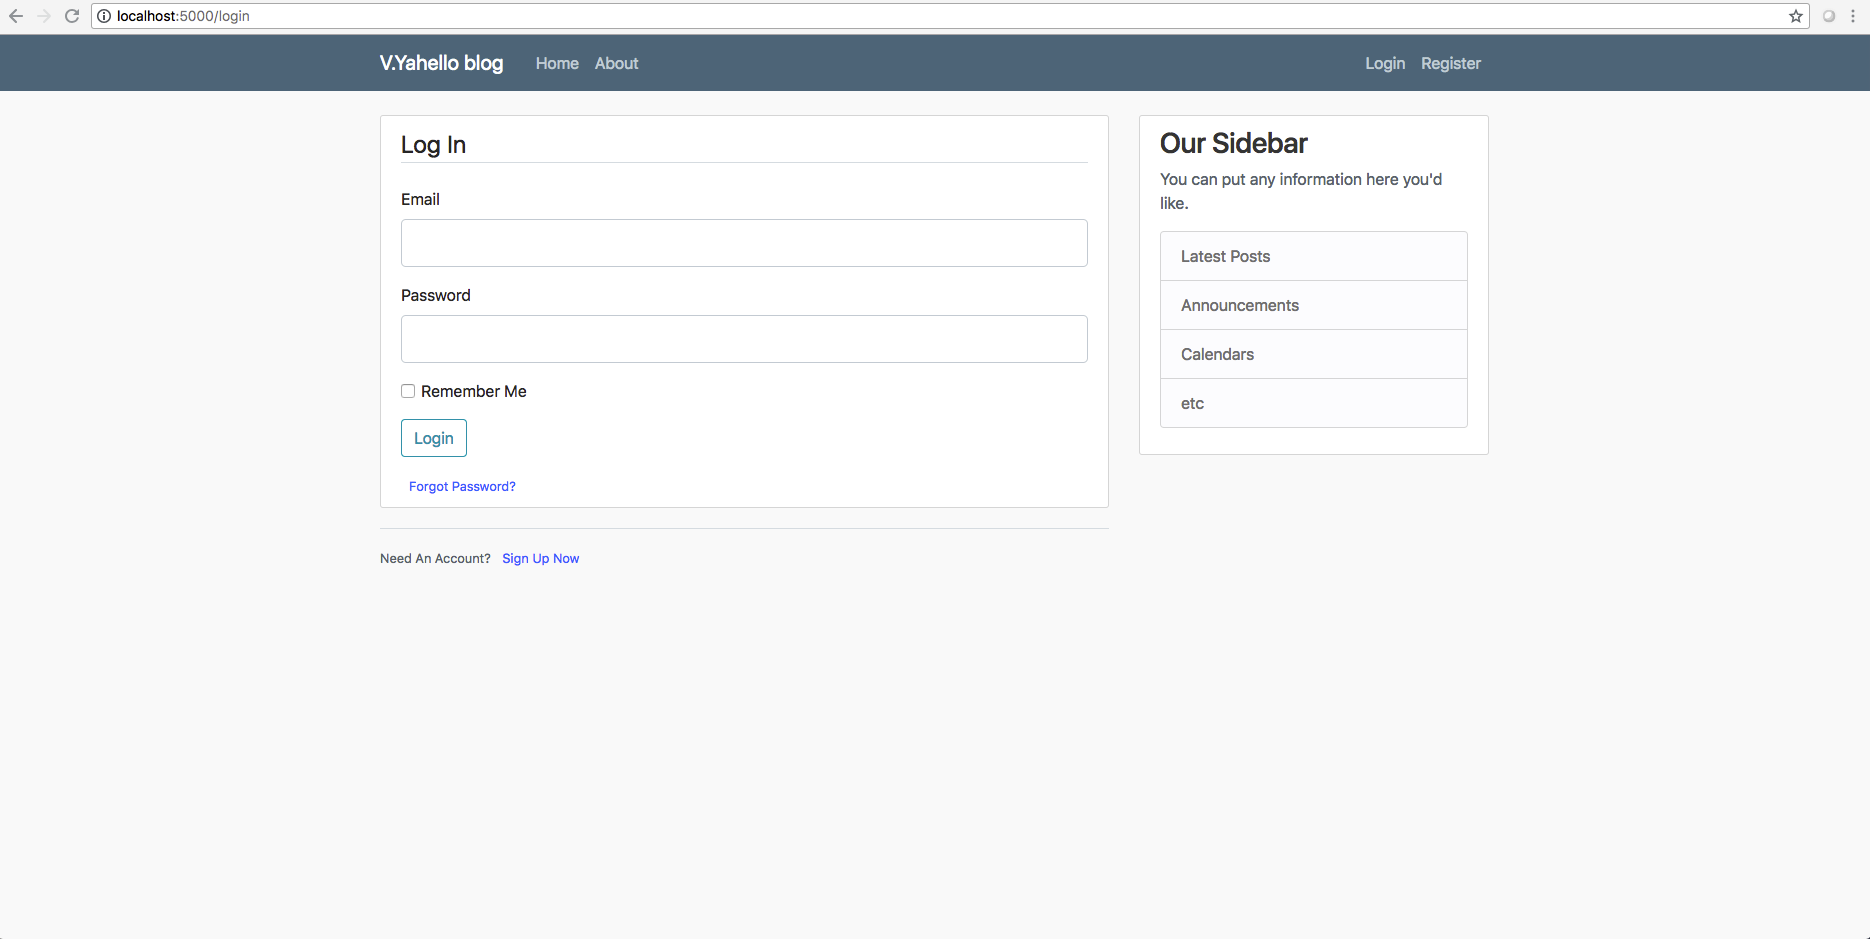 localhost:5000/login
V.Yahello blog Home About Login Register
Log In
Email
Password
Remember Me
Login
Forgot Password?
Need An Account? Sign Up Now
Our Sidebar
You can put any information here you'd
like.
Latest Posts
Announcements
Calendars
etc